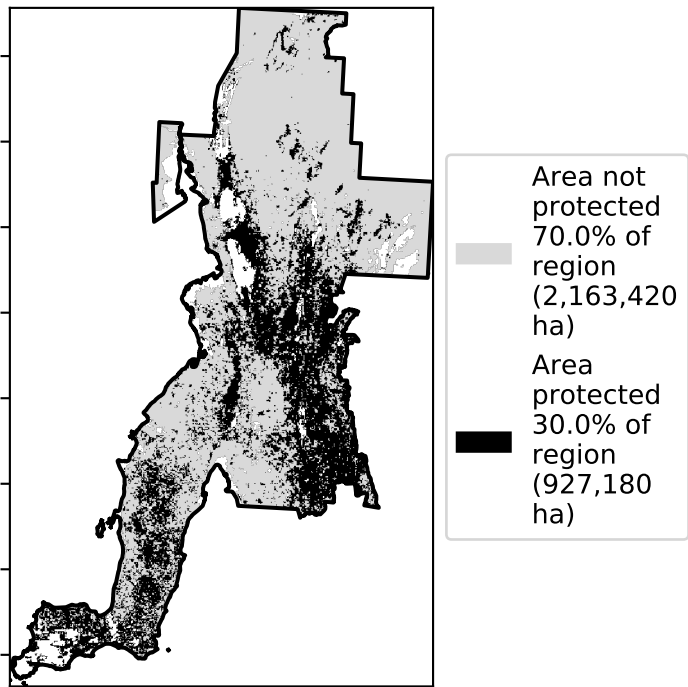 Area not
protected
70.0% of
region
(2,163,420
ha)
Area
protected
30.0% of
region
(927,180
ha)